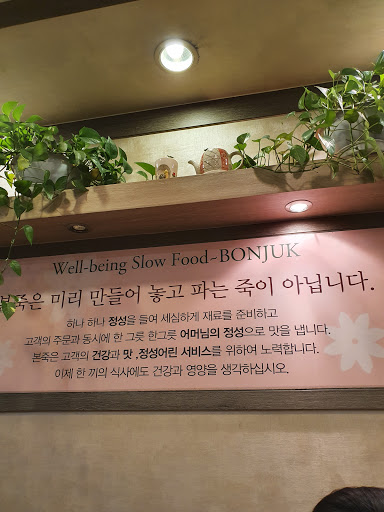 Well-being Slow Food-BONJUK
본죽은 미리 만들어 놓고 파는 죽이 아닙니다.
하나 하나 정성을 들여 세심하게 재료를 준비하고
고객의 주문과 동시에 한 그릇 한그릇 어머님의 정성으로 맛을 냅니다.
본죽은 고객의 건강과 맛 ,정성어린 서비스를 위하여 노력합니다.
이제 한 끼의 식사에도 건강과 영양을 생각하십시오.